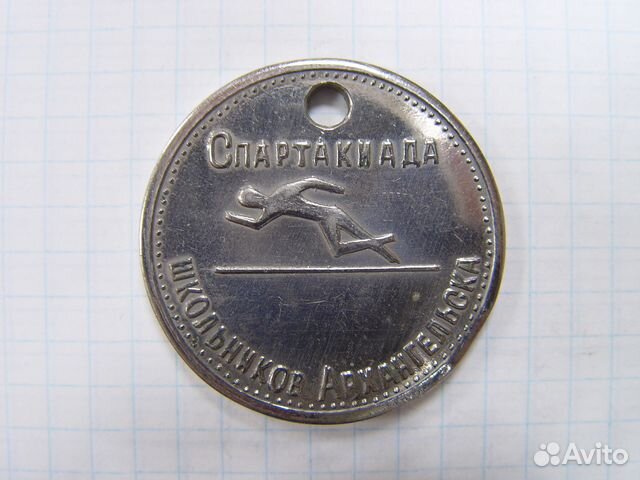 Спартакиада
школьников Архангельска
Avito